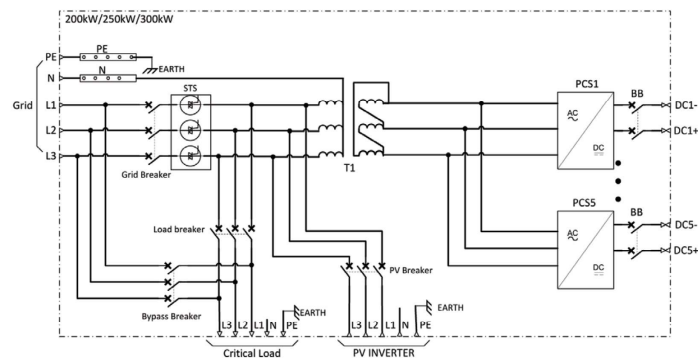 200kW/250kW/300kW
PE
PE
EARTH
N
N
Grid
L1
L2
L3
STS
Grid Breaker
T1
PCS1
AC
DC
BB
DC1-
DC1+
PCS5
AC
DC
BB
DC5-
DC5+
Load breaker
Bypass Breaker
PV Breaker
EARTH
EARTH
L3 L2 L1 N PE
L3 L2 L1 N PE
Critical Load
PV INVERTER